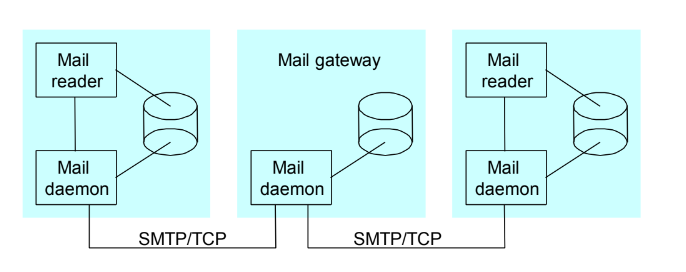 Mail
reader
Mail gateway
Mail
reader
Mail
daemon
Mail
daemon
Mail
daemon
SMTP/TCP
SMTP/TCP